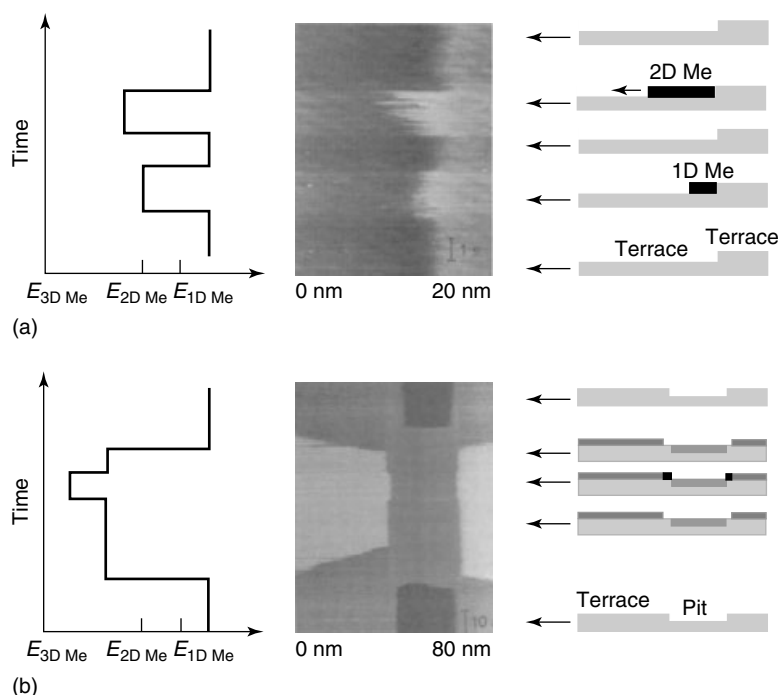 Time
E3D Me E2D Me E1D Me
0 nm 20 nm
2D Me
1D Me
Terrace Terrace
(a)
Time
E3D Me E2D Me E1D Me
0 nm 80 nm
10
Terrace Pit
(b)